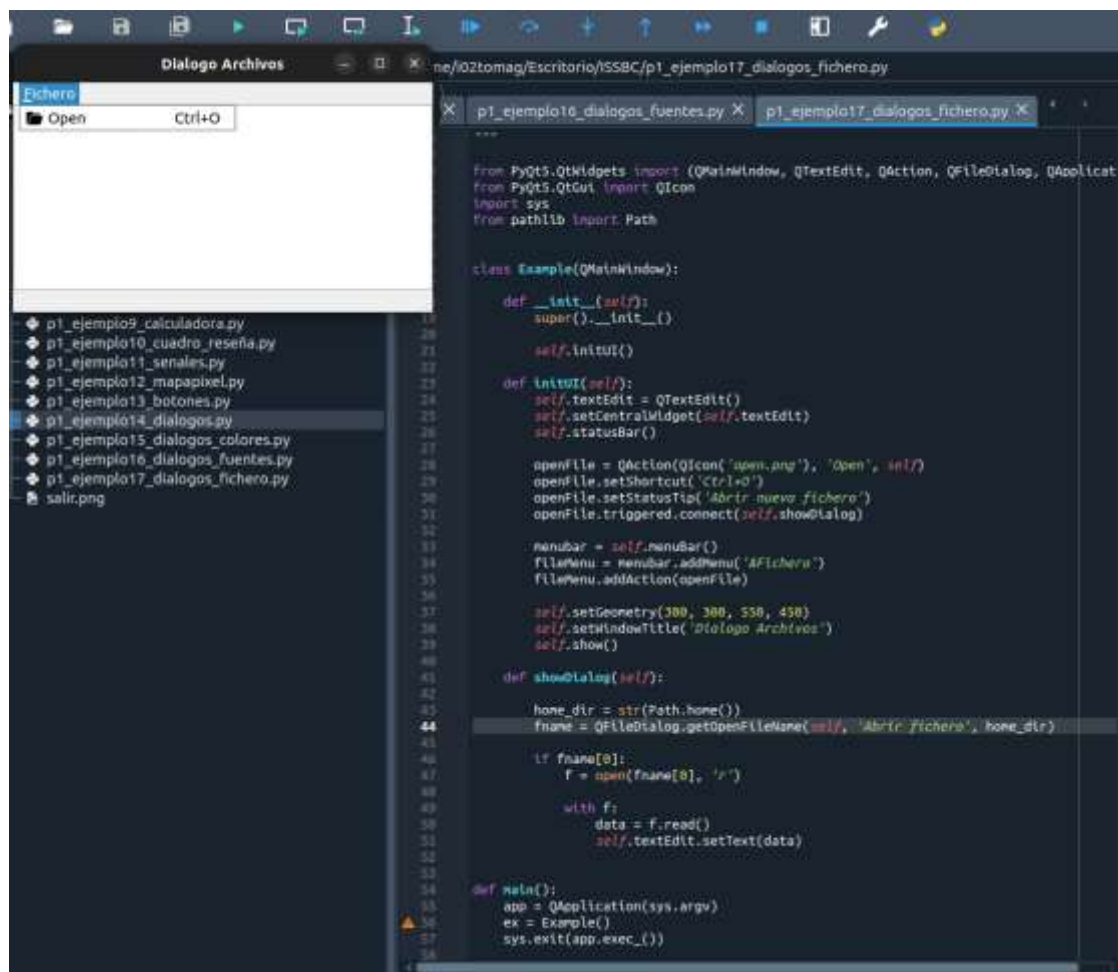 Dialogo Archivos
Fichero
Open Ctrl+O
ne/i02tomag/Escritorio/ISSBC/p1_ejemplo17_dialogos_fichero.py
p1_ejemplo16_dialogos_fuentes.py
p1_ejemplo17_dialogos_fichero.py
p1_ejemplo9_calculadora.py
p1_ejemplo10_cuadro_reseña.py
p1_ejemplo11_senales.py
p1_ejemplo12_mapapixel.py
p1_ejemplo13_botones.py
p1_ejemplo14_dialogos.py
p1_ejemplo15_dialogos_colores.py
p1_ejemplo16_dialogos_fuentes.py
p1_ejemplo17_dialogos_fichero.py
salir.png
"""
from PyQt5.QtWidgets import (QMainWindow, QTextEdit, QAction, QFileDialog, QApplicat
from PyQt5.QtGui import QIcon
import sys
from pathlib import Path
class Example(QMainWindow):
def __init__(self):
super().__init__()
self.initUI()
def initUI(self):
self.textEdit = QTextEdit()
self.setCentralWidget(self.textEdit)
self.statusBar()
openFile = QAction(QIcon('open.png'), 'Open', self)
openFile.setShortcut('Ctrl+O')
openFile.setStatusTip('Abrir nuevo fichero')
openFile.triggered.connect(self.showDialog)
menubar = self.menuBar()
fileMenu = menubar.addMenu('&Fichero')
fileMenu.addAction(openFile)
self.setGeometry(300, 300, 550, 450)
self.setWindowTitle('Dialogo Archivos')
self.show()
def showDialog(self):
home_dir = str(Path.home())
44 fname = QFileDialog.getOpenFileName(self, 'Abrir fichero', home_dir)
if fname[0]:
f = open(fname[0], 'r')
with f:
data = f.read()
self.textEdit.setText(data)
def main():
app = QApplication(sys.argv)
ex = Example()
sys.exit(app.exec_())